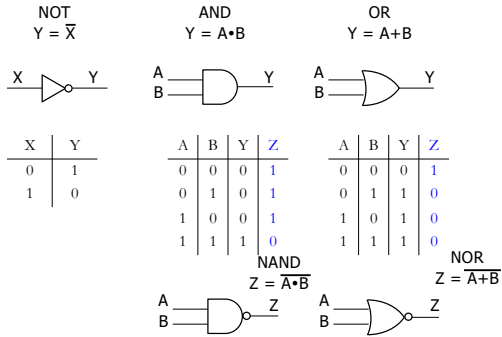 NOT AND OR
Y = X̅ Y = A•B Y = A+B
X Y A B Y A B Y
X Y A B Y Z A B Y Z
0 1 0 0 0 1 0 0 0 1
1 0 0 1 0 1 0 1 1 0
1 0 0 1 1 0 1 0
1 1 1 0 1 1 1 0
NAND NOR
Z = A̅•̅B̅ Z = A̅+̅B̅
A B Z A B Z